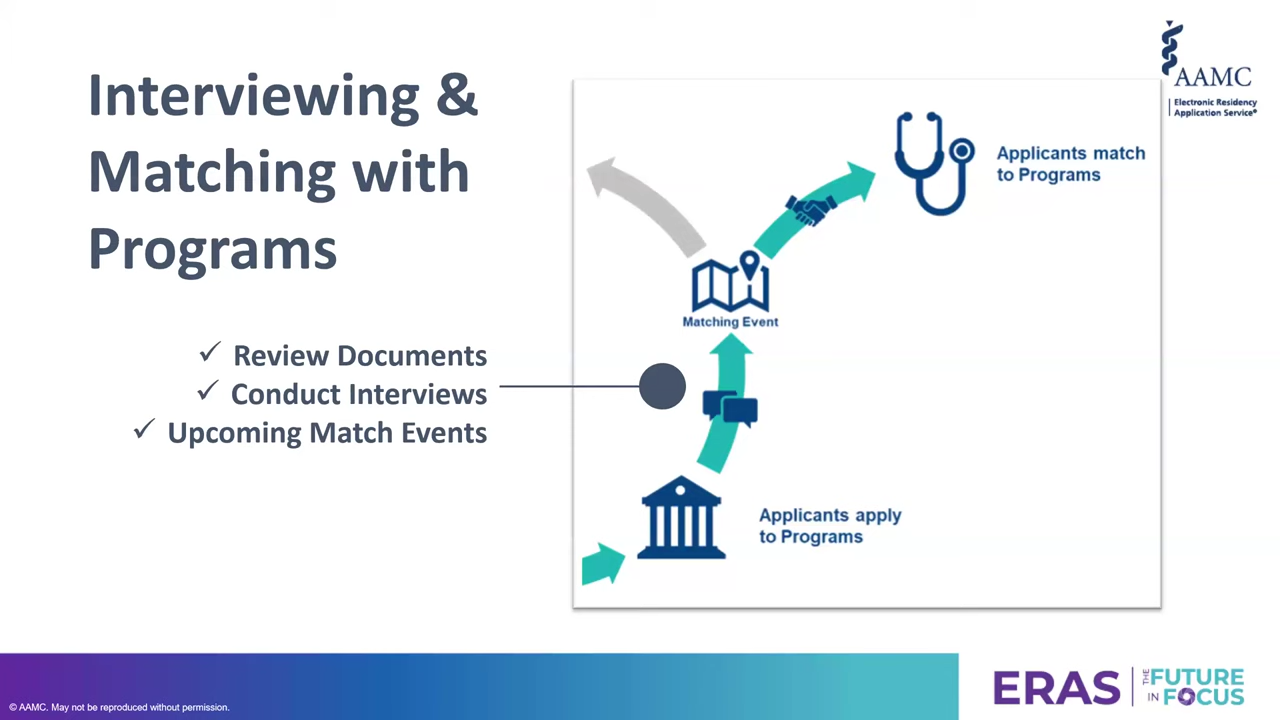 Interviewing &
Matching with
Programs
✓ Review Documents
✓ Conduct Interviews
✓ Upcoming Match Events
AAMC
Electronic Residency
Application Service®
Applicants match
to Programs
Matching Event
Applicants apply
to Programs
© AAMC. May not be reproduced without permission.
ERAS
THE FUTURE
IN FOCUS